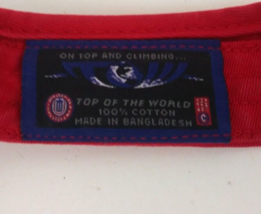 ON TOP AND CLIMBING...
TOP OF THE WORLD
100% COTTON
MADE IN BANGLADESH